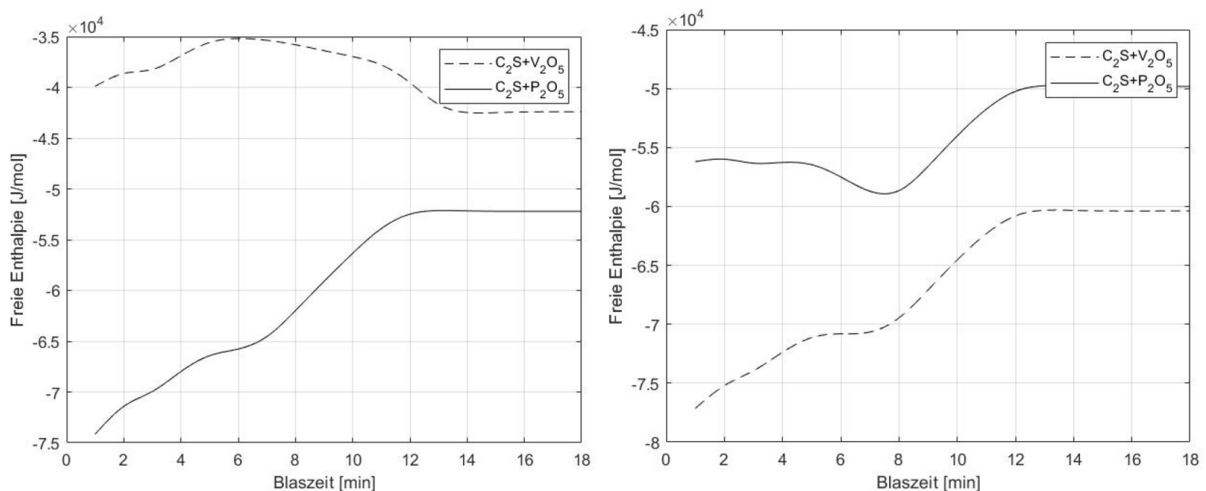 ×10⁴
-3.5
-4
-4.5
-5
-5.5
-6
-6.5
-7
-7.5
Freie Enthalpie [J/mol]
C₂S+V₂O₅
C₂S+P₂O₅
0 2 4 6 8 10 12 14 16 18
Blaszeit [min]
×10⁴
-4.5
-5
-5.5
-6
-6.5
-7
-7.5
-8
Freie Enthalpie [J/mol]
C₂S+V₂O₅
C₂S+P₂O₅
0 2 4 6 8 10 12 14 16 18
Blaszeit [min]